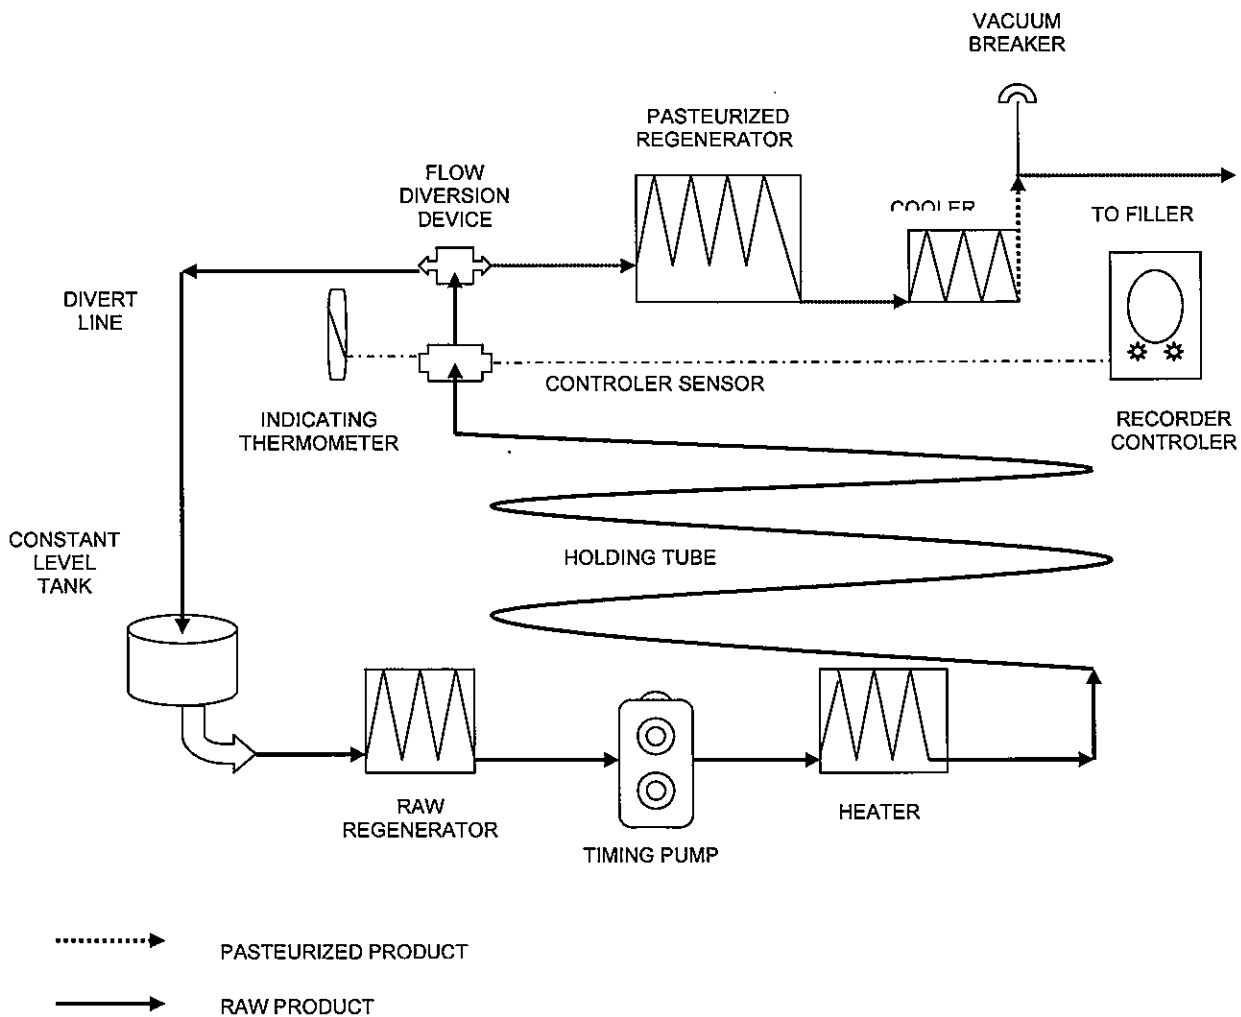 VACUUM
BREAKER
PASTEURIZED
REGENERATOR
FLOW
DIVERSION
DEVICE
COOLER
TO FILLER
DIVERT
LINE
CONTROLER SENSOR
INDICATING
THERMOMETER
RECORDER
CONTROLER
CONSTANT
LEVEL
TANK
HOLDING TUBE
RAW
REGENERATOR
HEATER
TIMING PUMP
PASTEURIZED PRODUCT
RAW PRODUCT